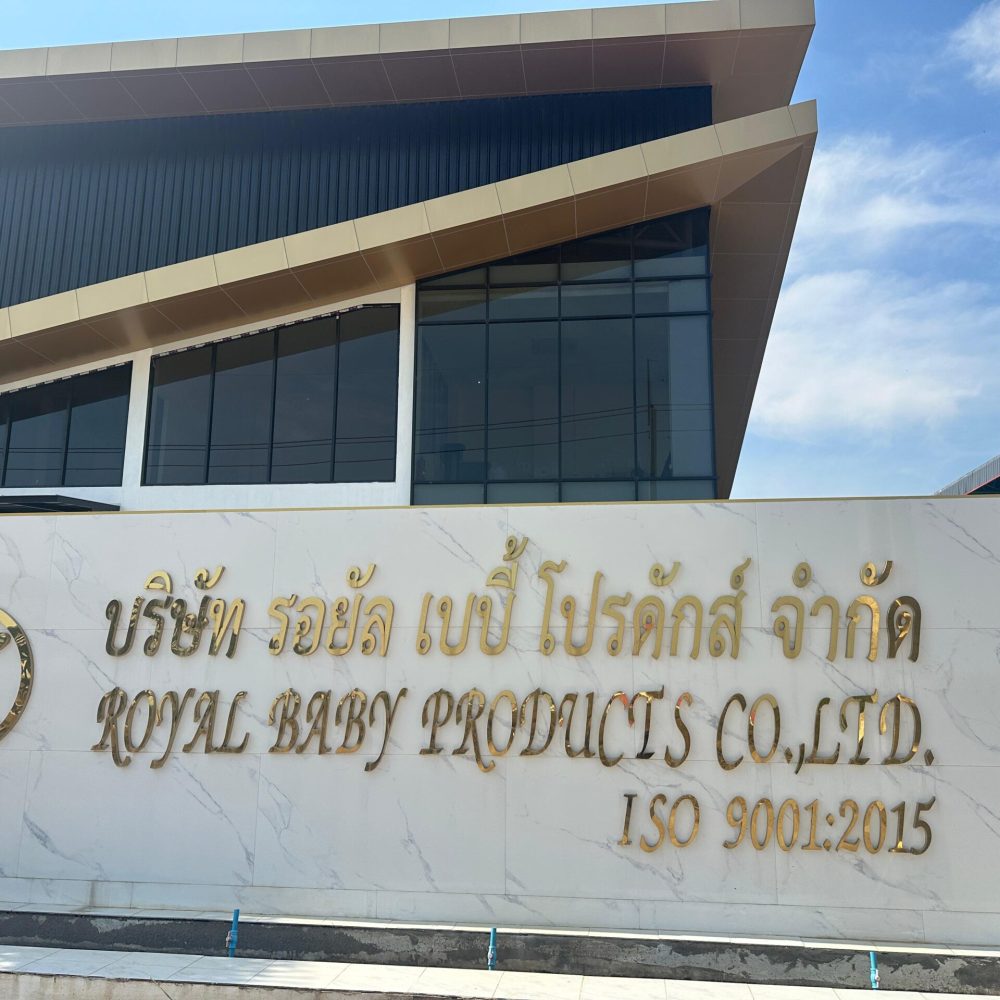 บริษัท รอยัล เบบี้ โปรดักส์ จำกัด
ROYAL BABY PRODUCTS CO.,LTD.
ISO 9001:2015